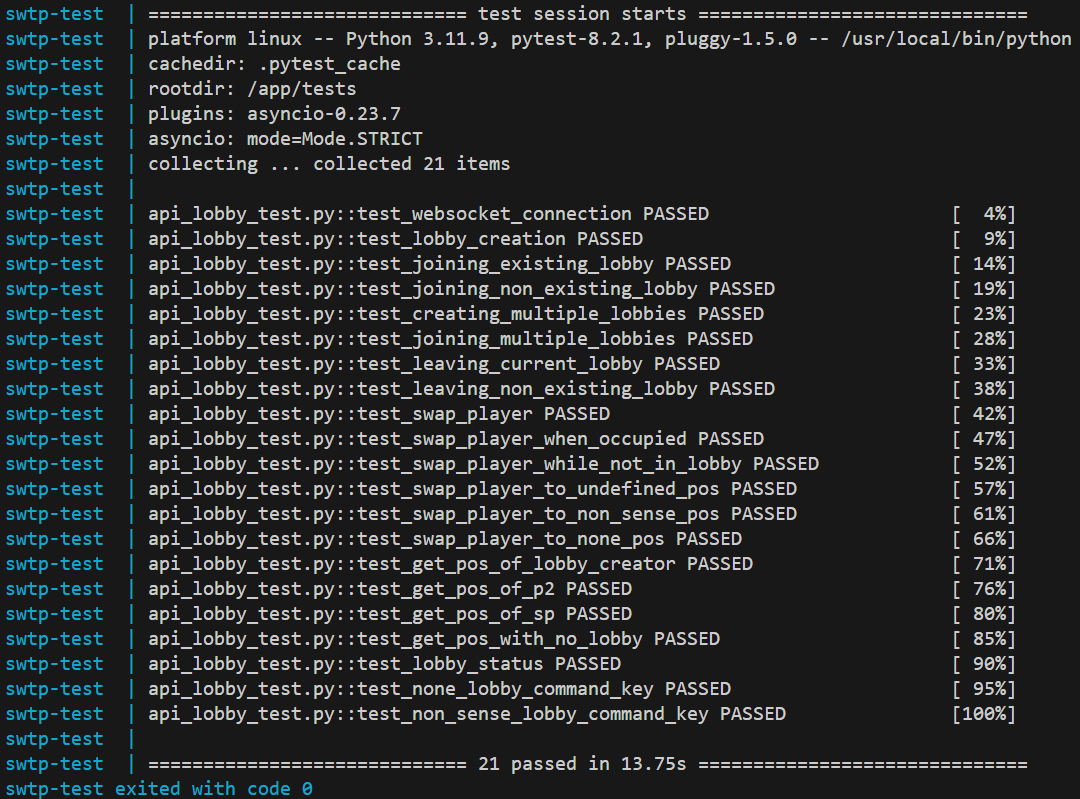 swtp-test  | ============================= test session starts ==============================
swtp-test  | platform linux -- Python 3.11.9, pytest-8.2.1, pluggy-1.5.0 -- /usr/local/bin/python
swtp-test  | cachedir: .pytest_cache
swtp-test  | rootdir: /app/tests
swtp-test  | plugins: asyncio-0.23.7
swtp-test  | asyncio: mode=Mode.STRICT
swtp-test  | collecting ... collected 21 items
swtp-test  |
swtp-test  | api_lobby_test.py::test_websocket_connection PASSED                      [  4%]
swtp-test  | api_lobby_test.py::test_lobby_creation PASSED                            [  9%]
swtp-test  | api_lobby_test.py::test_joining_existing_lobby PASSED                    [ 14%]
swtp-test  | api_lobby_test.py::test_joining_non_existing_lobby PASSED                [ 19%]
swtp-test  | api_lobby_test.py::test_creating_multiple_lobbies PASSED                 [ 23%]
swtp-test  | api_lobby_test.py::test_joining_multiple_lobbies PASSED                  [ 28%]
swtp-test  | api_lobby_test.py::test_leaving_current_lobby PASSED                     [ 33%]
swtp-test  | api_lobby_test.py::test_leaving_non_existing_lobby PASSED                [ 38%]
swtp-test  | api_lobby_test.py::test_swap_player PASSED                               [ 42%]
swtp-test  | api_lobby_test.py::test_swap_player_when_occupied PASSED                 [ 47%]
swtp-test  | api_lobby_test.py::test_swap_player_while_not_in_lobby PASSED            [ 52%]
swtp-test  | api_lobby_test.py::test_swap_player_to_undefined_pos PASSED              [ 57%]
swtp-test  | api_lobby_test.py::test_swap_player_to_non_sense_pos PASSED              [ 61%]
swtp-test  | api_lobby_test.py::test_swap_player_to_none_pos PASSED                   [ 66%]
swtp-test  | api_lobby_test.py::test_get_pos_of_lobby_creator PASSED                  [ 71%]
swtp-test  | api_lobby_test.py::test_get_pos_of_p2 PASSED                             [ 76%]
swtp-test  | api_lobby_test.py::test_get_pos_of_sp PASSED                             [ 80%]
swtp-test  | api_lobby_test.py::test_get_pos_with_no_lobby PASSED                     [ 85%]
swtp-test  | api_lobby_test.py::test_lobby_status PASSED                              [ 90%]
swtp-test  | api_lobby_test.py::test_none_lobby_command_key PASSED                    [ 95%]
swtp-test  | api_lobby_test.py::test_non_sense_lobby_command_key PASSED               [100%]
swtp-test  |
swtp-test  | ============================= 21 passed in 13.75s ==============================
swtp-test exited with code 0